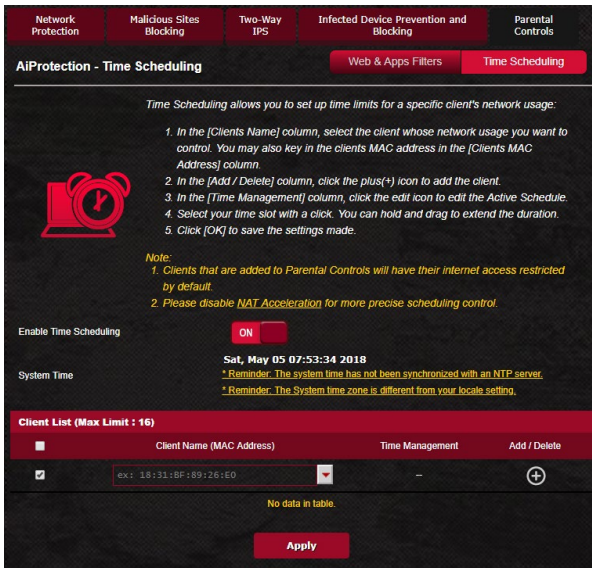 Network Protection
Malicious Sites Blocking
Two-Way IPS
Infected Device Prevention and Blocking
Parental Controls
AiProtection - Time Scheduling
Web & Apps Filters
Time Scheduling
Time Scheduling allows you to set up time limits for a specific client's network usage:
1. In the [Clients Name] column, select the client whose network usage you want to
control. You may also key in the clients MAC address in the [Clients MAC
Address] column.
2. In the [Add / Delete] column, click the plus(+) icon to add the client.
3. In the [Time Management] column, click the edit icon to edit the Active Schedule.
4. Select your time slot with a click. You can hold and drag to extend the duration.
5. Click [OK] to save the settings made.
Note:
1. Clients that are added to Parental Controls will have their internet access restricted
by default.
2. Please disable NAT Acceleration for more precise scheduling control.
Enable Time Scheduling
ON
System Time
Sat, May 05 07:53:34 2018
* Reminder: The system time has not been synchronized with an NTP server.
* Reminder: The System time zone is different from your locale setting.
Client List (Max Limit : 16)
Client Name (MAC Address)
Time Management
Add / Delete
ex: 18:31:BF:89:26:E0
--
No data in table.
Apply